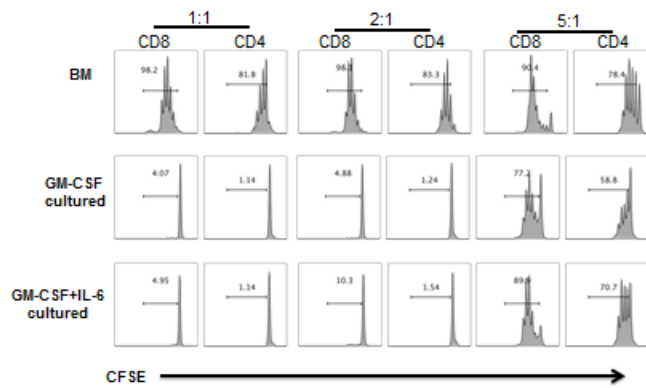 1:1 2:1 5:1
CD8 CD4 CD8 CD4 CD8 CD4
BM
98.2 81.8 83.3 90.4 78.4
GM-CSF
cultured
4.07 1.14 4.88 1.24 77.2 58.8
GM-CSF+IL-6
cultured
4.95 1.14 10.3 1.54 70.7
CFSE